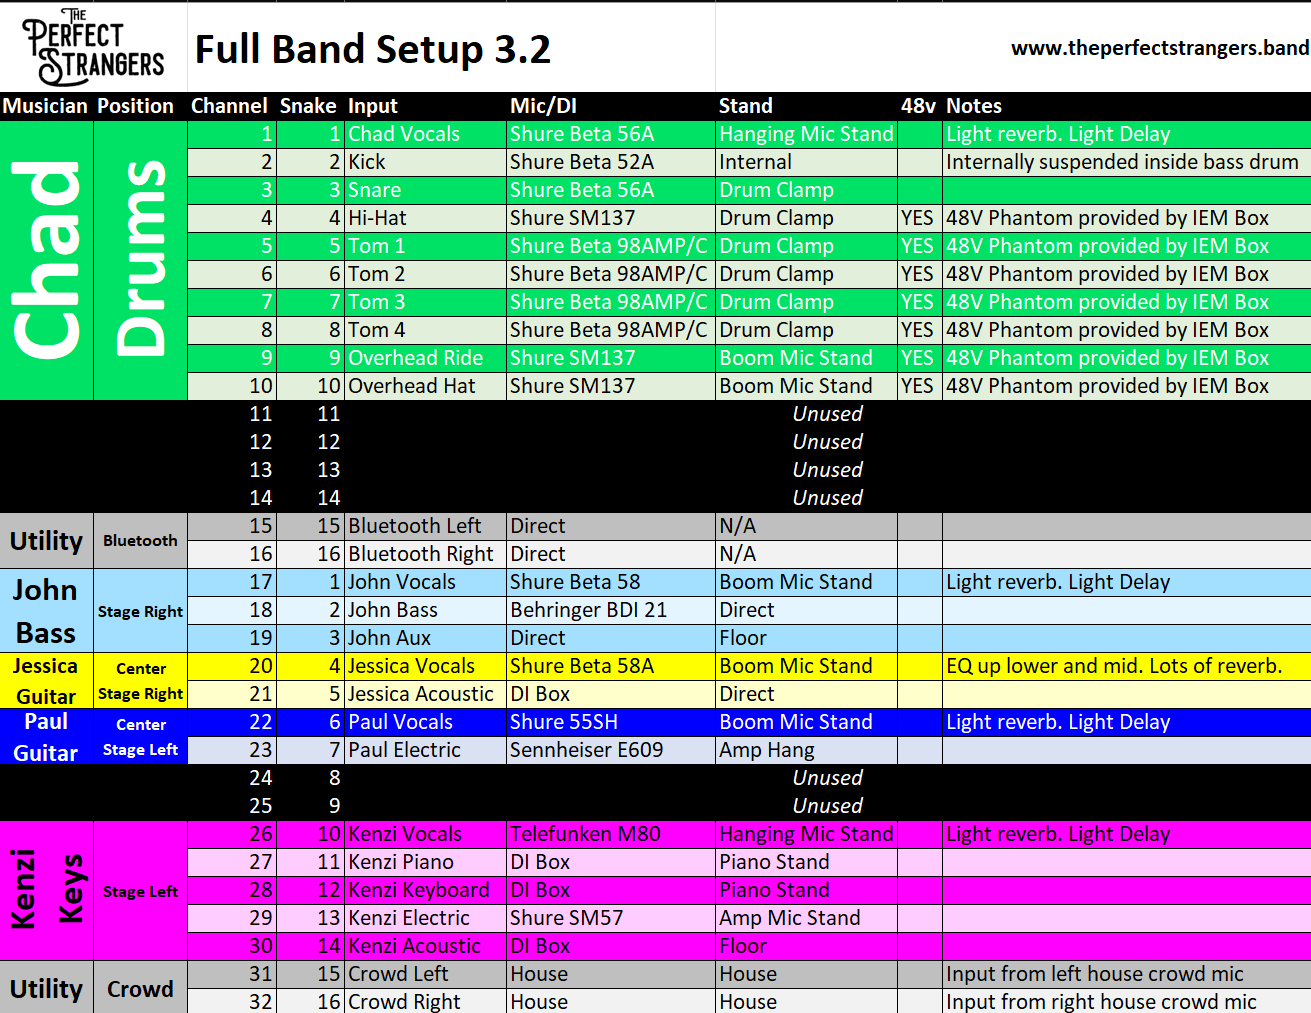 THE
PERFECT
STRANGERS
Full Band Setup 3.2
www.theperfectstrangers.band
Musician Position Channel Snake Input Mic/DI Stand 48v Notes
Chad Drums
1 1 Chad Vocals Shure Beta 56A Hanging Mic Stand Light reverb. Light Delay
2 2 Kick Shure Beta 52A Internal Internally suspended inside bass drum
3 3 Snare Shure Beta 56A Drum Clamp
4 4 Hi-Hat Shure SM137 Drum Clamp YES 48V Phantom provided by IEM Box
5 5 Tom 1 Shure Beta 98AMP/C Drum Clamp YES 48V Phantom provided by IEM Box
6 6 Tom 2 Shure Beta 98AMP/C Drum Clamp YES 48V Phantom provided by IEM Box
7 7 Tom 3 Shure Beta 98AMP/C Drum Clamp YES 48V Phantom provided by IEM Box
8 8 Tom 4 Shure Beta 98AMP/C Drum Clamp YES 48V Phantom provided by IEM Box
9 9 Overhead Ride Shure SM137 Boom Mic Stand YES 48V Phantom provided by IEM Box
10 10 Overhead Hat Shure SM137 Boom Mic Stand YES 48V Phantom provided by IEM Box
11 11 Unused
12 12 Unused
13 13 Unused
14 14 Unused
Utility Bluetooth
15 15 Bluetooth Left Direct N/A
16 16 Bluetooth Right Direct N/A
John
Bass
Stage Right
17 1 John Vocals Shure Beta 58 Boom Mic Stand Light reverb. Light Delay
18 2 John Bass Behringer BDI 21 Direct
19 3 John Aux Direct Floor
Jessica
Guitar
Center
Stage Right
20 4 Jessica Vocals Shure Beta 58A Boom Mic Stand EQ up lower and mid. Lots of reverb.
21 5 Jessica Acoustic DI Box Direct
Paul
Guitar
Center
Stage Left
22 6 Paul Vocals Shure 55SH Boom Mic Stand Light reverb. Light Delay
23 7 Paul Electric Sennheiser E609 Amp Hang
24 8 Unused
25 9 Unused
Kenzi
Keys
Stage Left
26 10 Kenzi Vocals Telefunken M80 Hanging Mic Stand Light reverb. Light Delay
27 11 Kenzi Piano DI Box Piano Stand
28 12 Kenzi Keyboard DI Box Piano Stand
29 13 Kenzi Electric Shure SM57 Amp Mic Stand
30 14 Kenzi Acoustic DI Box Floor
Utility Crowd
31 15 Crowd Left House House Input from left house crowd mic
32 16 Crowd Right House House Input from right house crowd mic